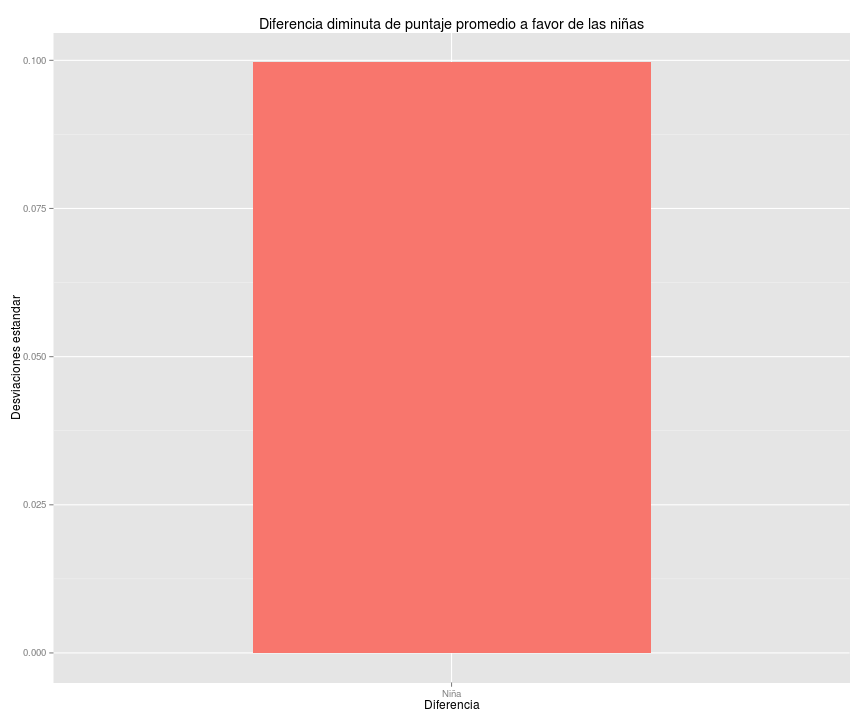 Diferencia diminuta de puntaje promedio a favor de las niñas
0.100
0.075
0.050
0.025
0.000
Desviaciones estandar
Niña
Diferencia